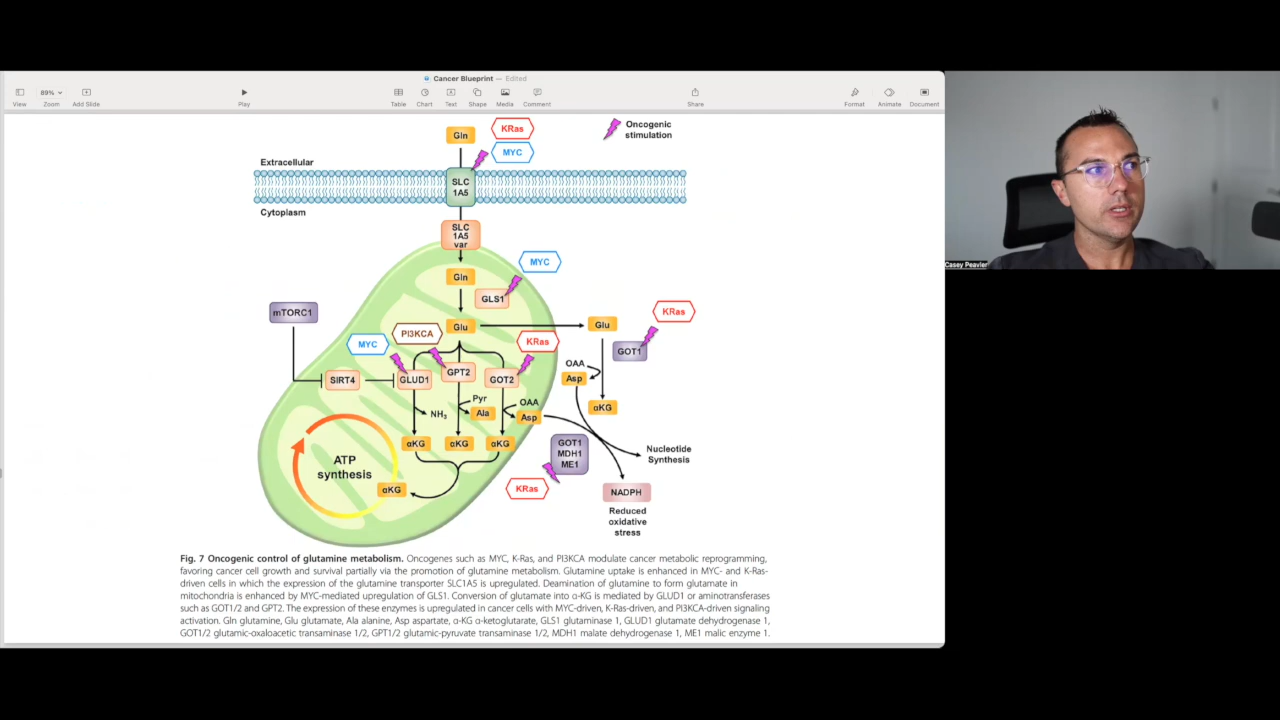 Cancer Blueprint — Edited
89%
View Zoom Add Slide Play Table Chart Text Shape Media Comment Share Format Animate Document
Gln
KRas
MYC
Oncogenic
stimulation
Extracellular
SLC
1A5
Cytoplasm
SLC
1A5
var
MYC
Gln
GLS1
mTORC1
KRas
Glu
Glu
PI3KCA
MYC
KRas
GOT1
OAA
SIRT4
GLUD1
GPT2
GOT2
Asp
Pyr
OAA
αKG
NH3
Ala
Asp
αKG
αKG
αKG
GOT1
MDH1
ME1
Nucleotide
Synthesis
ATP
synthesis
αKG
KRas
NADPH
Reduced
oxidative
stress
Fig. 7 Oncogenic control of glutamine metabolism. Oncogenes such as MYC, K-Ras, and PI3KCA modulate cancer metabolic reprogramming,
favoring cancer cell growth and survival partially via the promotion of glutamine metabolism. Glutamine uptake is enhanced in MYC- and K-Ras-
driven cells in which the expression of the glutamine transporter SLC1A5 is upregulated. Deamination of glutamine to form glutamate in
mitochondria is enhanced by MYC-mediated upregulation of GLS1. Conversion of glutamate into α-KG is mediated by GLUD1 or aminotransferases
such as GOT1/2 and GPT2. The expression of these enzymes is upregulated in cancer cells with MYC-driven, K-Ras-driven, and PI3KCA-driven signaling
activation. Gln glutamine, Glu glutamate, Ala alanine, Asp aspartate, α-KG α-ketoglutarate, GLS1 glutaminase 1, GLUD1 glutamate dehydrogenase 1,
GOT1/2 glutamic-oxaloacetic transaminase 1/2, GPT1/2 glutamic-pyruvate transaminase 1/2, MDH1 malate dehydrogenase 1, ME1 malic enzyme 1.
Casey Peavler